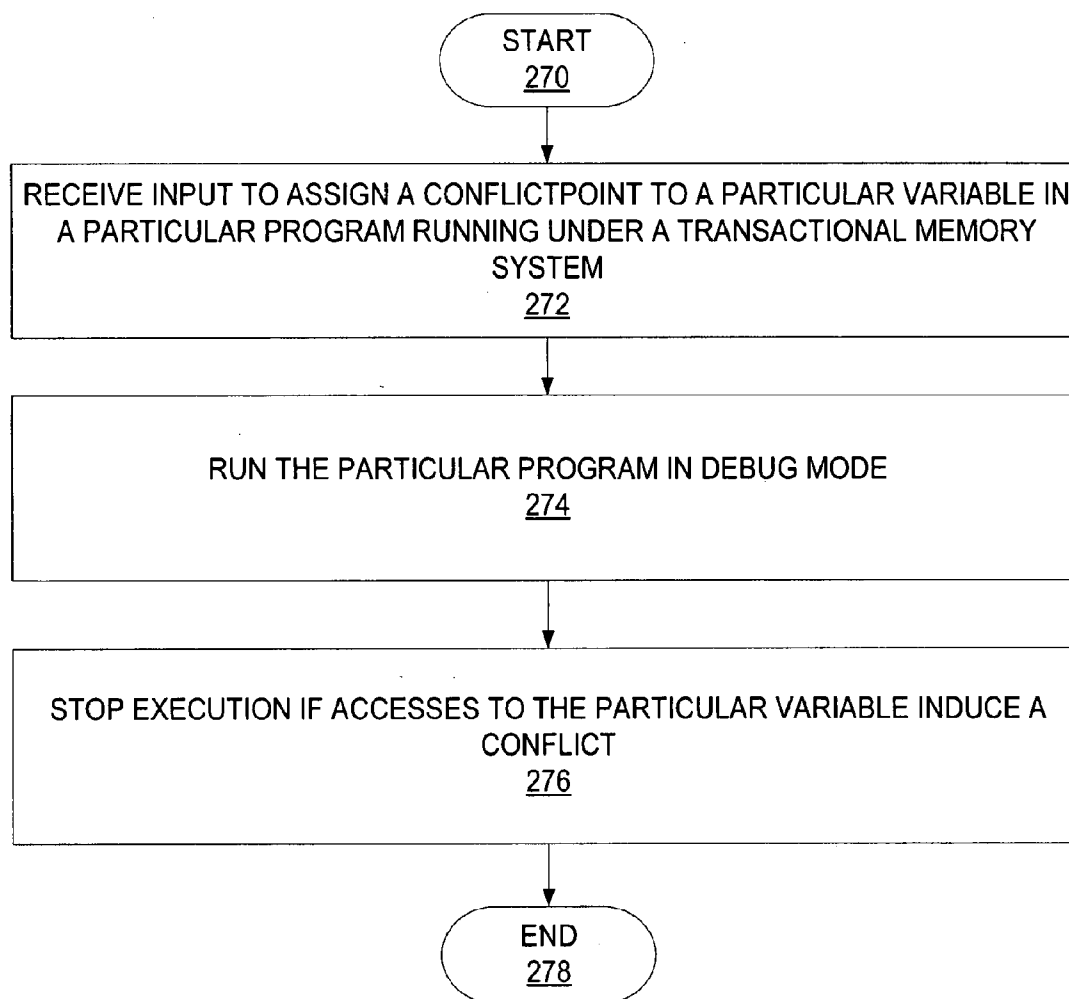 START
270
RECEIVE INPUT TO ASSIGN A CONFLICTPOINT TO A PARTICULAR VARIABLE IN
A PARTICULAR PROGRAM RUNNING UNDER A TRANSACTIONAL MEMORY
SYSTEM
272
RUN THE PARTICULAR PROGRAM IN DEBUG MODE
274
STOP EXECUTION IF ACCESSES TO THE PARTICULAR VARIABLE INDUCE A
CONFLICT
276
END
278